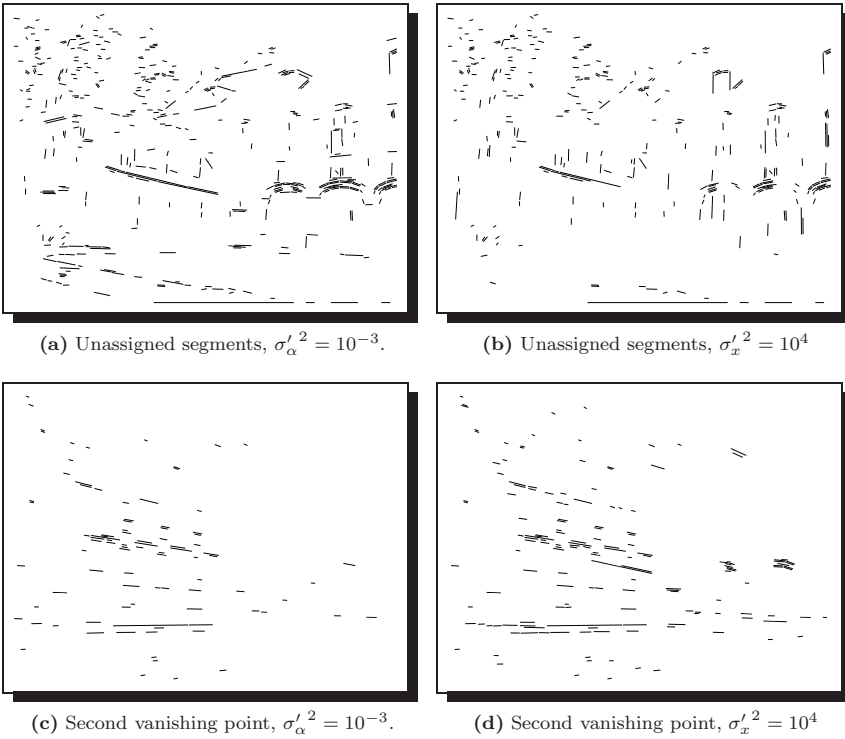 (a) Unassigned segments, σ′α² = 10⁻³.
(b) Unassigned segments, σ′x² = 10⁴
(c) Second vanishing point, σ′α² = 10⁻³.
(d) Second vanishing point, σ′x² = 10⁴